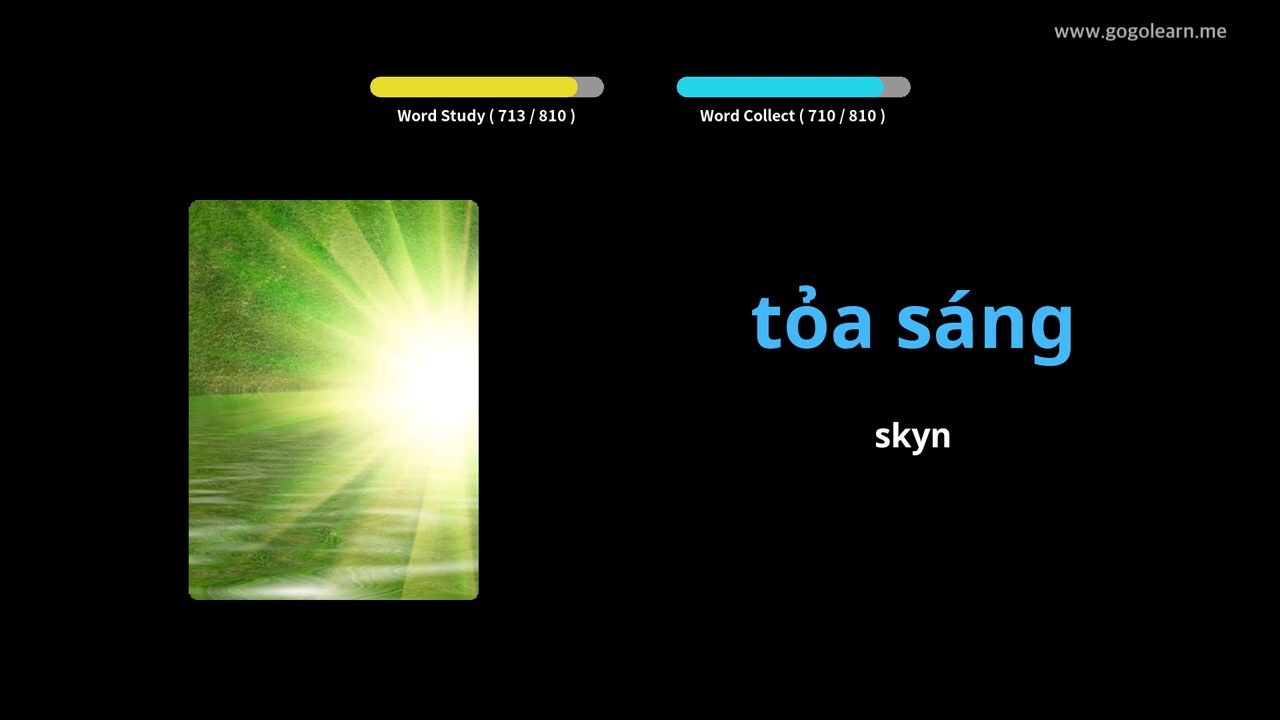 www.gogolearn.me
Word Study ( 713 / 810 )
Word Collect ( 710 / 810 )
tỏa sáng
skyn